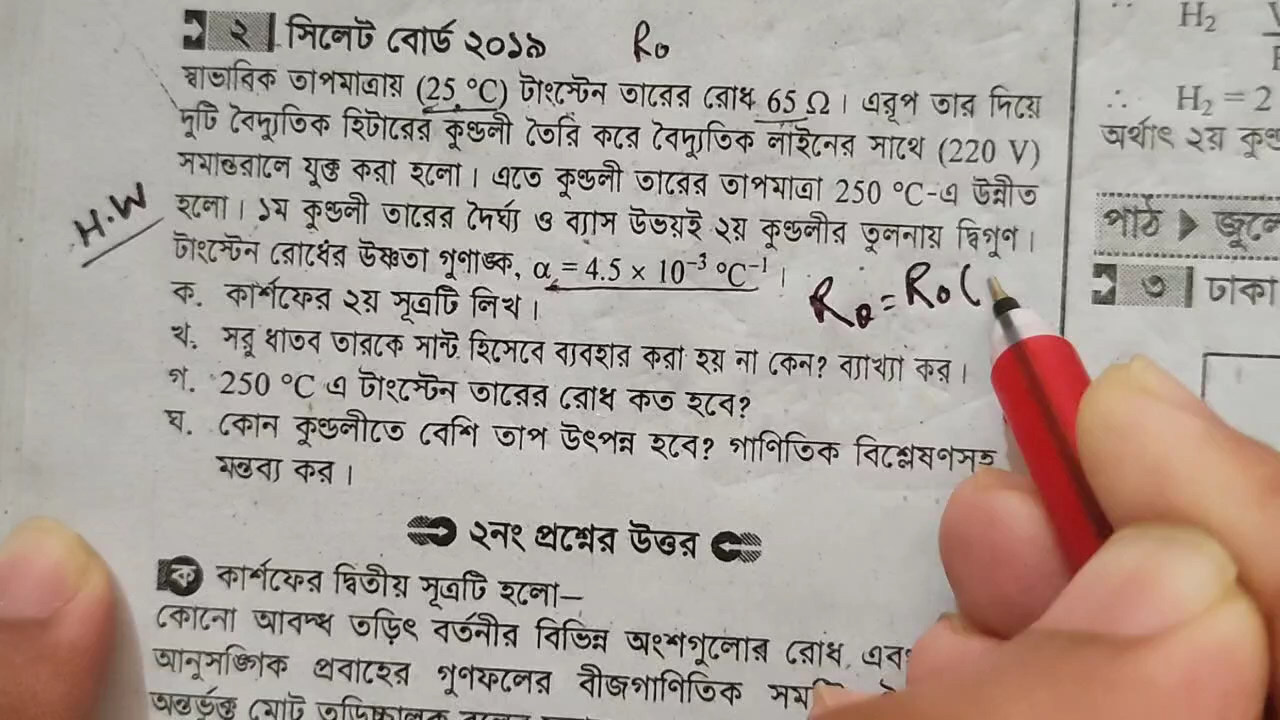 ২ সিলেট বোর্ড ২০১৯ R₀
স্বাভাবিক তাপমাত্রায় (25 °C) টাংস্টেন তারের রোধ 65 Ω। এরূপ তার দিয়ে
দুটি বৈদ্যুতিক হিটারের কুণ্ডলী তৈরি করে বৈদ্যুতিক লাইনের সাথে (220 V)
সমান্তরালে যুক্ত করা হলো। এতে কুণ্ডলী তারের তাপমাত্রা 250 °C-এ উন্নীত
হলো। ১ম কুণ্ডলী তারের দৈর্ঘ্য ও ব্যাস উভয়ই ২য় কুণ্ডলীর তুলনায় দ্বিগুণ।
H.W
টাংস্টেন রোধের উষ্ণতা গুণাঙ্ক, α = 4.5 × 10⁻³ °C⁻¹।
R_θ = R₀ (
ক. কার্শফের ২য় সূত্রটি লিখ।
খ. সরু ধাতব তারকে সান্ট হিসেবে ব্যবহার করা হয় না কেন? ব্যাখ্যা কর।
গ. 250 °C এ টাংস্টেন তারের রোধ কত হবে?
ঘ. কোন কুণ্ডলীতে বেশি তাপ উৎপন্ন হবে? গাণিতিক বিশ্লেষণসহ
মন্তব্য কর।
২নং প্রশ্নের উত্তর
ক কার্শফের দ্বিতীয় সূত্রটি হলো–
কোনো আবদ্ধ তড়িৎ বর্তনীর বিভিন্ন অংশগুলোর রোধ এবং
আনুসঙ্গিক প্রবাহের গুণফলের বীজগাণিতিক
অন্তর্ভুক্ত মোট
H₂
∴ H₂ = 2
অর্থাৎ ২য়
পাঠ ▶
৩ ঢাকা